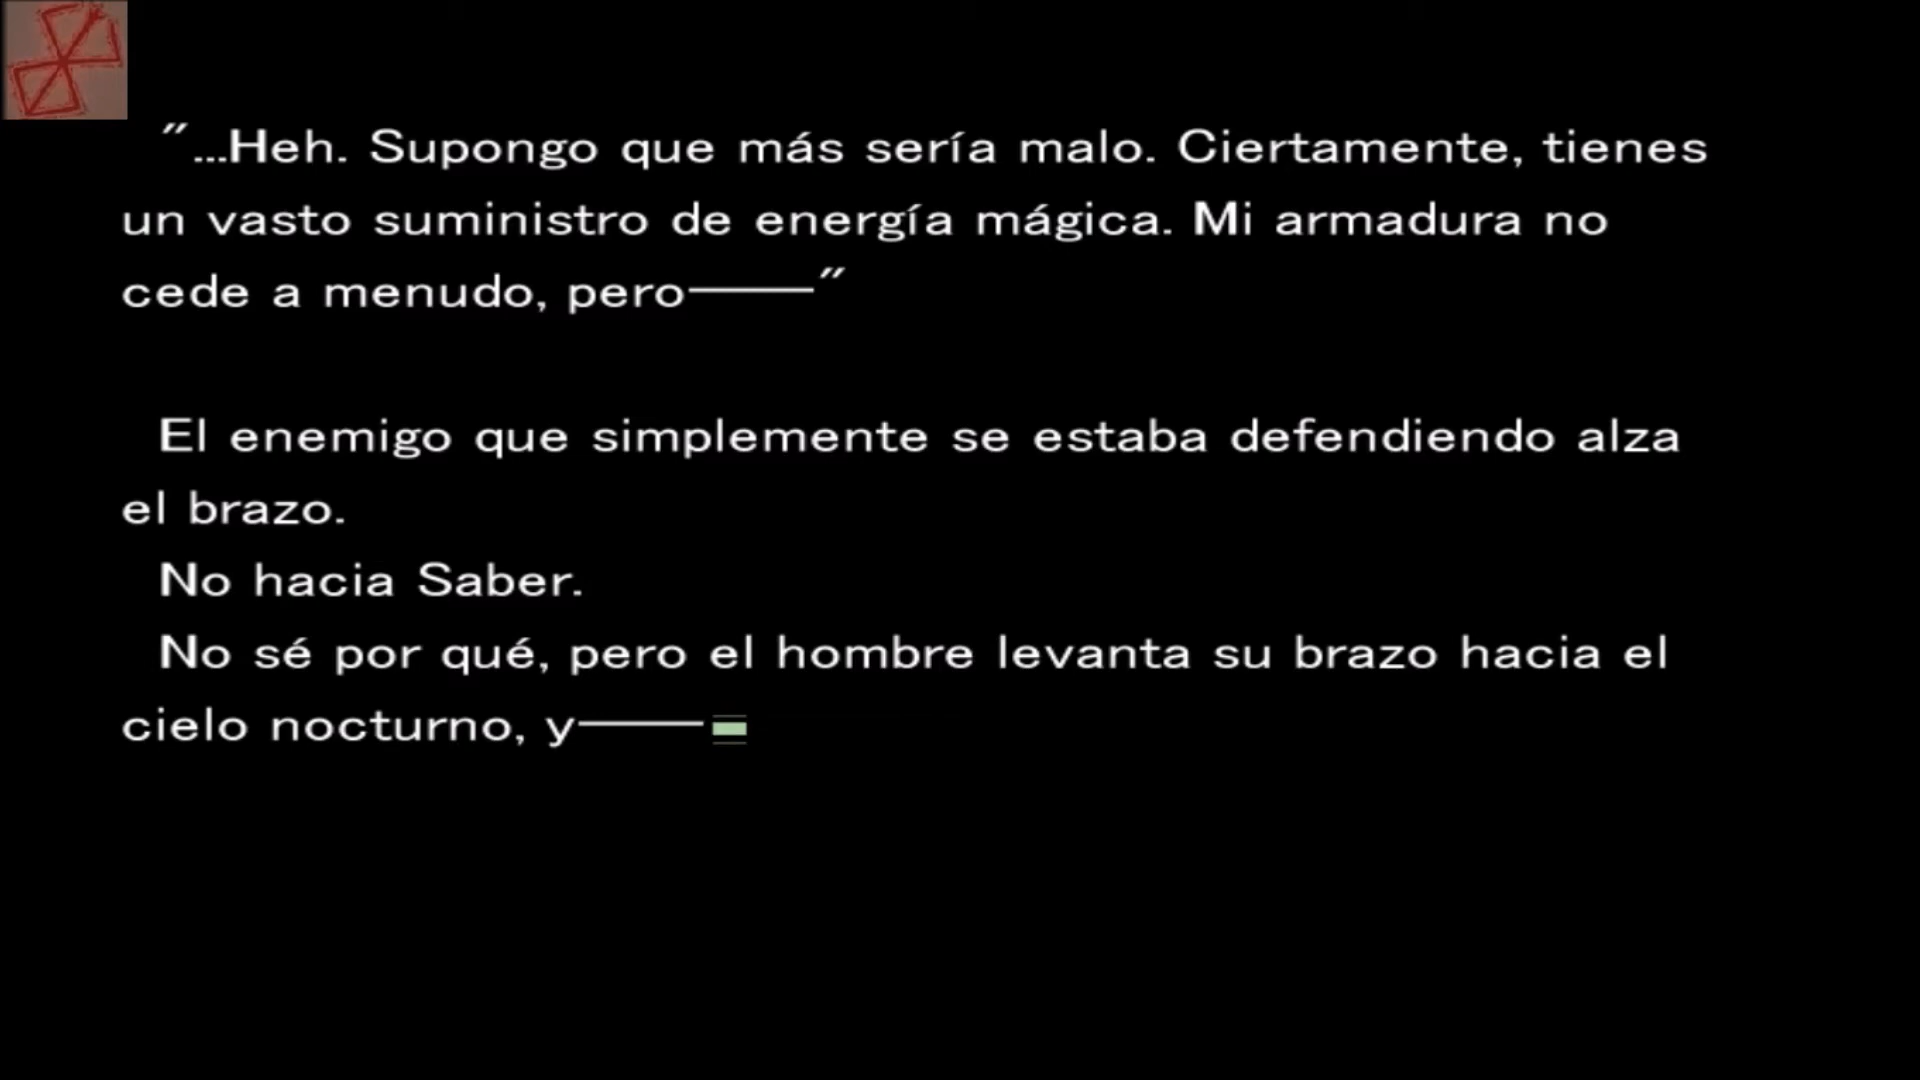 "...Heh. Supongo que más sería malo. Ciertamente, tienes
un vasto suministro de energía mágica. Mi armadura no
cede a menudo, pero———"
El enemigo que simplemente se estaba defendiendo alza
el brazo.
No hacia Saber.
No sé por qué, pero el hombre levanta su brazo hacia el
cielo nocturno, y———